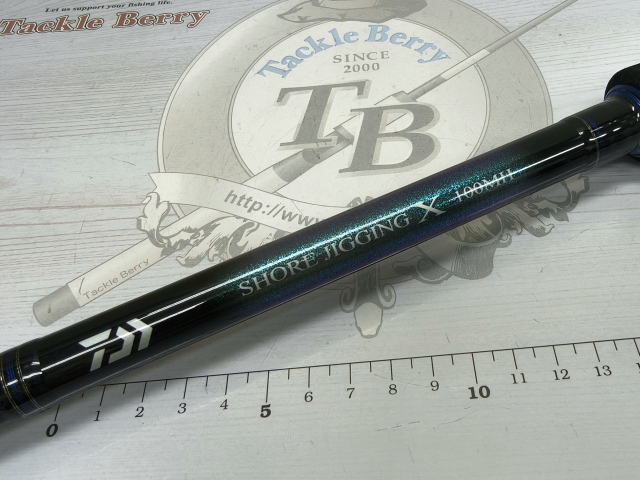 Let us support your fishing life.
Tackle Berry
Tackle Berry
SINCE
2000
TB
http://www
Tackle Berry
SHORE JIGGING X 100MH
0 1 2 3 4 5 6 7 8 9 10 11 12 13